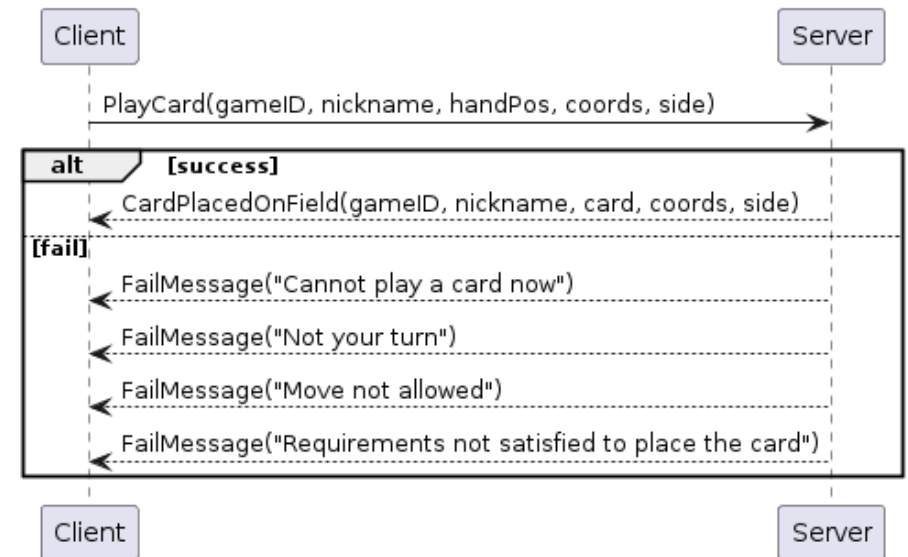 Client Server
PlayCard(gameID, nickname, handPos, coords, side)
alt [success]
CardPlacedOnField(gameID, nickname, card, coords, side)
[fail]
FailMessage("Cannot play a card now")
FailMessage("Not your turn")
FailMessage("Move not allowed")
FailMessage("Requirements not satisfied to place the card")
Client Server